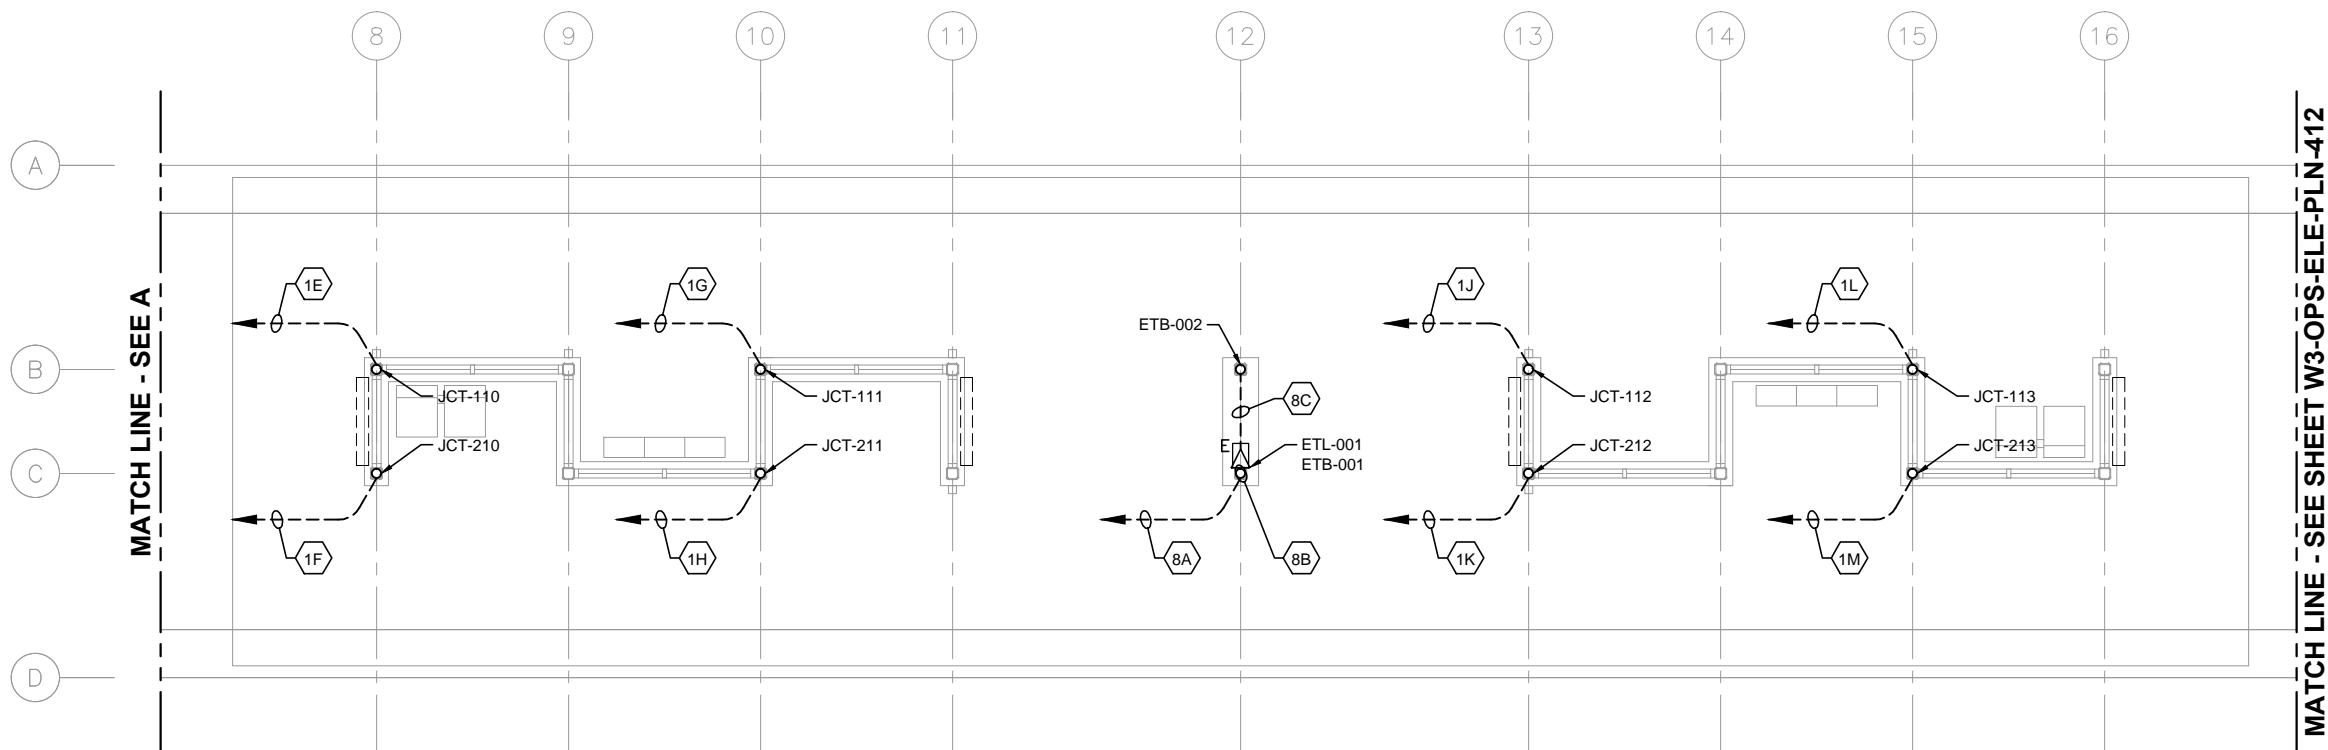 8
9
10
11
12
13
14
15
16
A
B
C
D
MATCH LINE - SEE A
MATCH LINE - SEE SHEET W3-OPS-ELE-PLN-412
1E
1G
1J
1L
ETB-002
JCT-110
JCT-111
8C
JCT-112
JCT-113
JCT-210
JCT-211
E
ETL-001
ETB-001
JCT-212
JCT-213
1F
1H
8A
8B
1K
1M